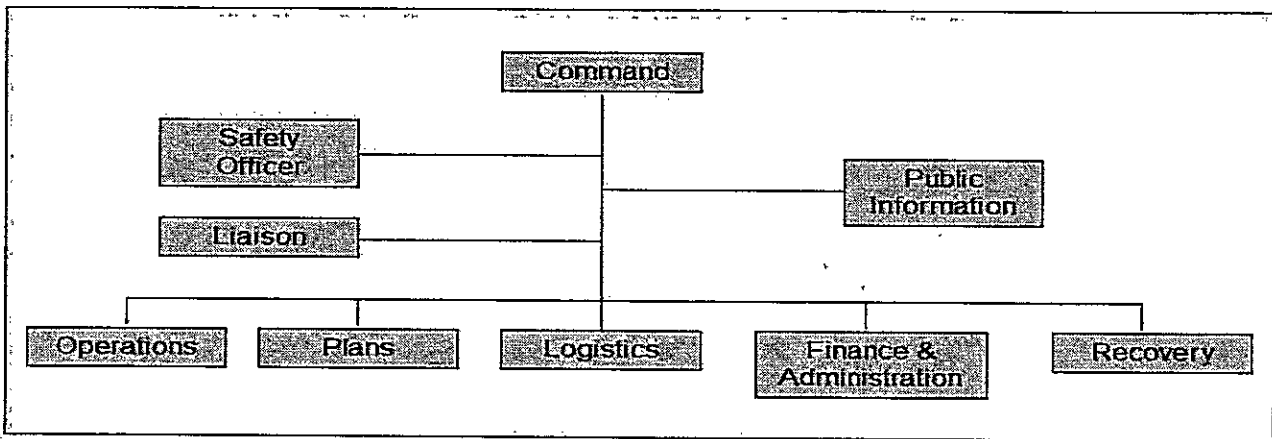 Command
Safety
Officer
Public
Information
Liaison
Operations
Plans
Logistics
Finance &
Administration
Recovery